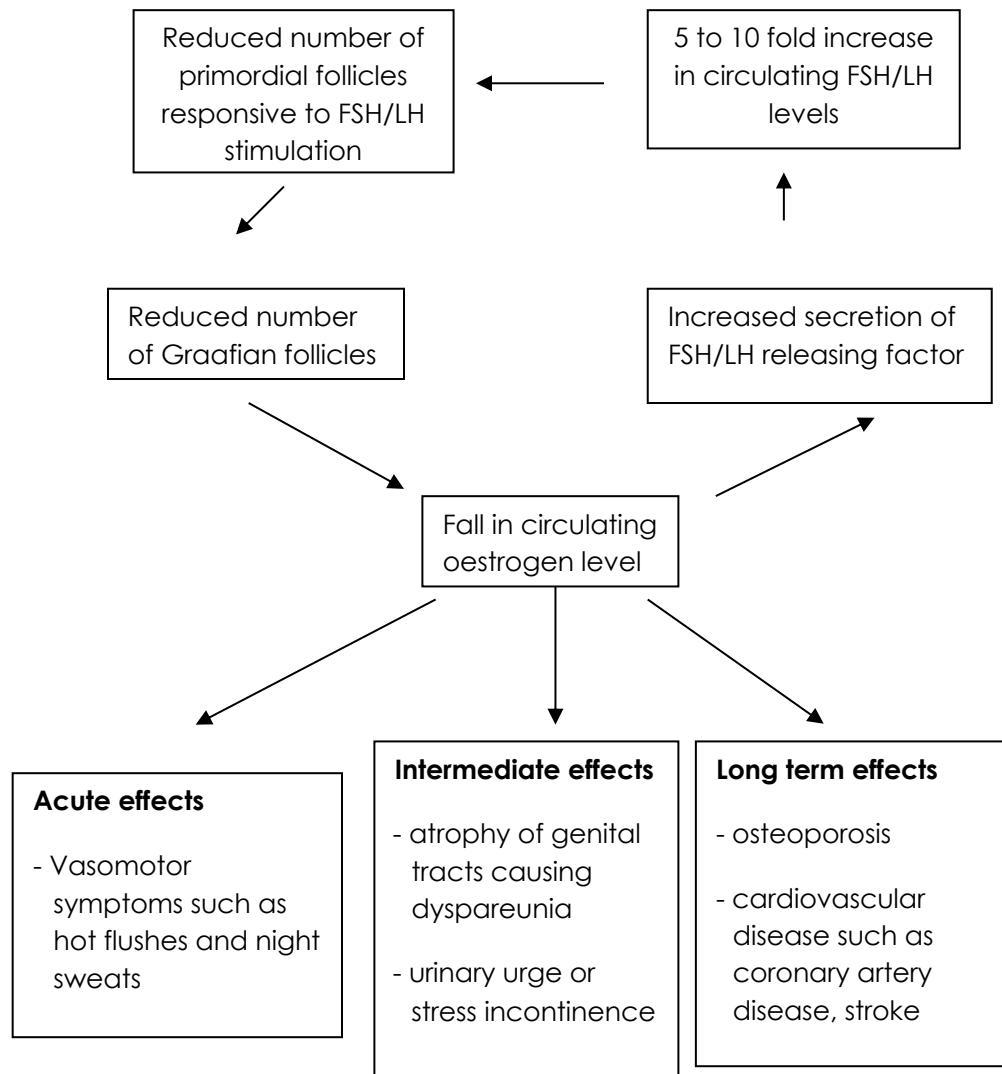 Reduced number of
primordial follicles
responsive to FSH/LH
stimulation
5 to 10 fold increase
in circulating FSH/LH
levels
Reduced number
of Graafian follicles
Increased secretion of
FSH/LH releasing factor
Fall in circulating
oestrogen level
Acute effects
- Vasomotor
symptoms such as
hot flushes and night
sweats
Intermediate effects
- atrophy of genital
tracts causing
dyspareunia
- urinary urge or
stress incontinence
Long term effects
- osteoporosis
- cardiovascular
disease such as
coronary artery
disease, stroke